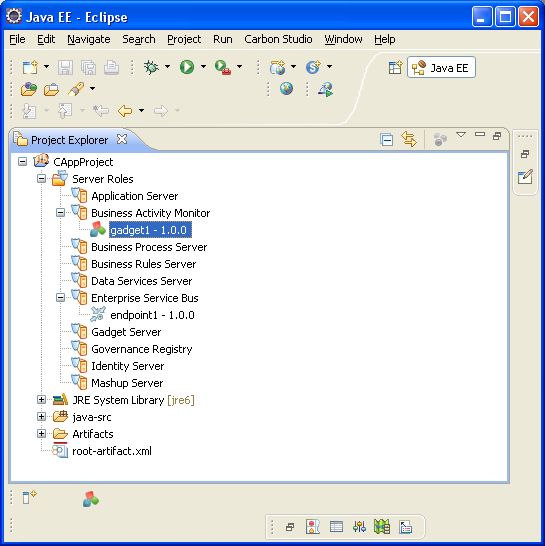 Java EE - Eclipse
File Edit Navigate Search Project Run Carbon Studio Window Help
Java EE
Project Explorer
CAppProject
Server Roles
Application Server
Business Activity Monitor
gadget1 - 1.0.0
Business Process Server
Business Rules Server
Data Services Server
Enterprise Service Bus
endpoint1 - 1.0.0
Gadget Server
Governance Registry
Identity Server
Mashup Server
JRE System Library [jre6]
java-src
Artifacts
root-artifact.xml